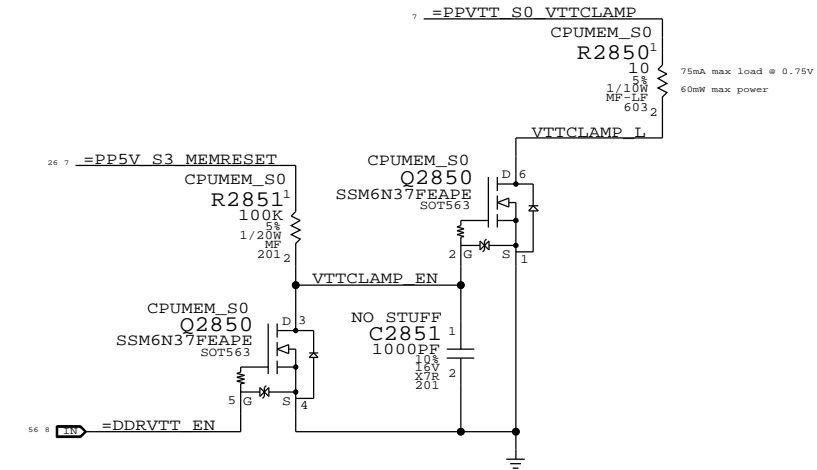 7 =PPVTT_S0_VTTCLAMP
CPUMEM_S0
R2850 1
10
5%
1/10W
MF-LF
603 2
75mA max load @ 0.75V
60mW max power
VTTCLAMP_L
26 7 =PP5V_S3_MEMRESET
CPUMEM_S0
R2851 1
100K
5%
1/20W
MF
201 2
CPUMEM_S0
Q2850
SSM6N37FEAPE
SOT563
D 6
2 G S 1
VTTCLAMP_EN
CPUMEM_S0
Q2850
SSM6N37FEAPE
SOT563
D 3
5 G S 4
NO STUFF
C2851 1
1000PF
10%
16V
X7R 2
201
56 8 IN =DDRVTT_EN